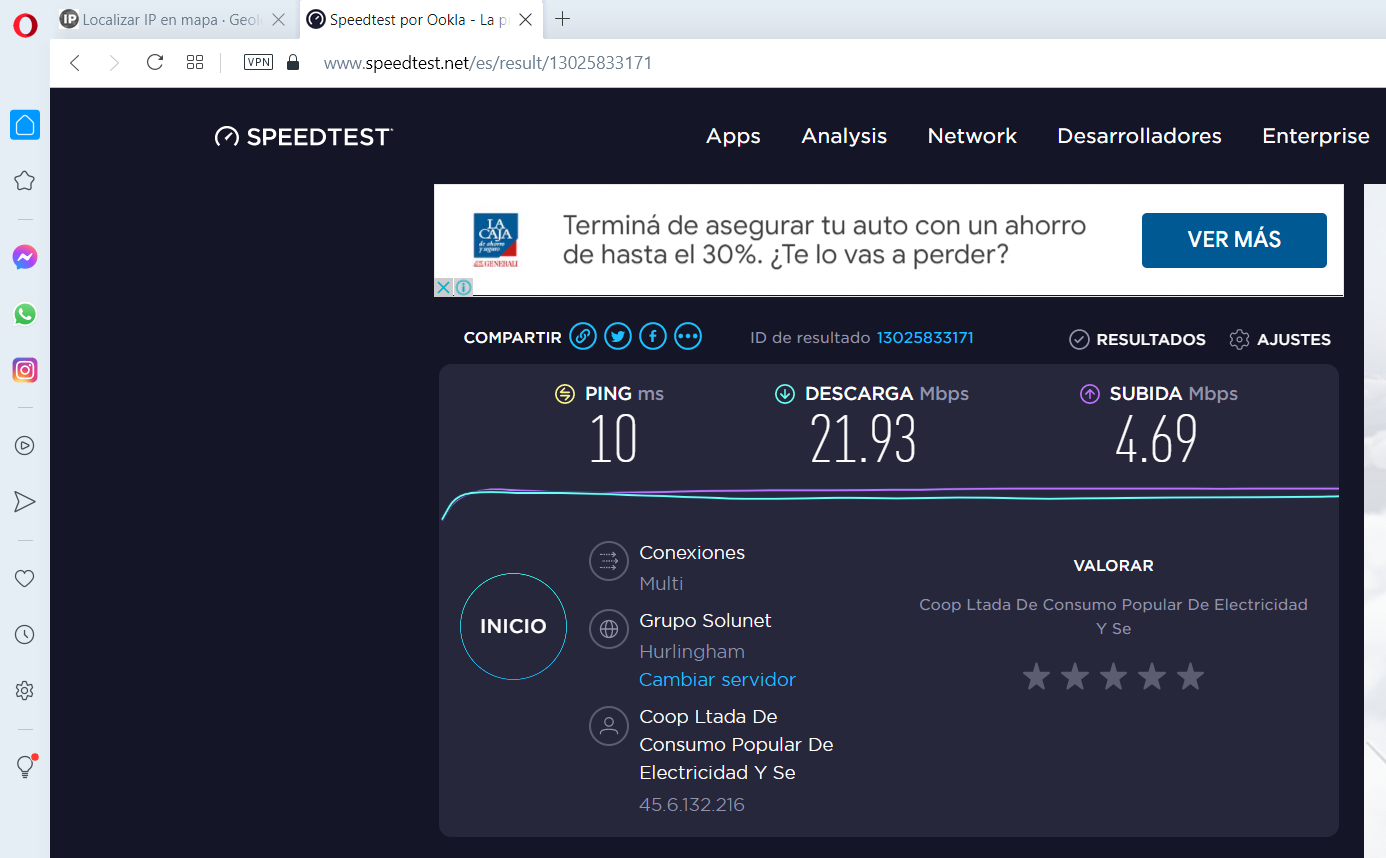 Localizar IP en mapa · Geol
Speedtest por Ookla - La p
VPN
www.speedtest.net/es/result/13025833171
SPEEDTEST
Apps
Analysis
Network
Desarrolladores
Enterprise
LA CAJA
de ahorro y seguro
GENERALI
Terminá de asegurar tu auto con un ahorro
de hasta el 30%. ¿Te lo vas a perder?
VER MÁS
COMPARTIR
ID de resultado 13025833171
RESULTADOS
AJUSTES
PING ms
10
DESCARGA Mbps
21.93
SUBIDA Mbps
4.69
INICIO
Conexiones
Multi
Grupo Solunet
Hurlingham
Cambiar servidor
Coop Ltada De
Consumo Popular De
Electricidad Y Se
45.6.132.216
VALORAR
Coop Ltada De Consumo Popular De Electricidad
Y Se